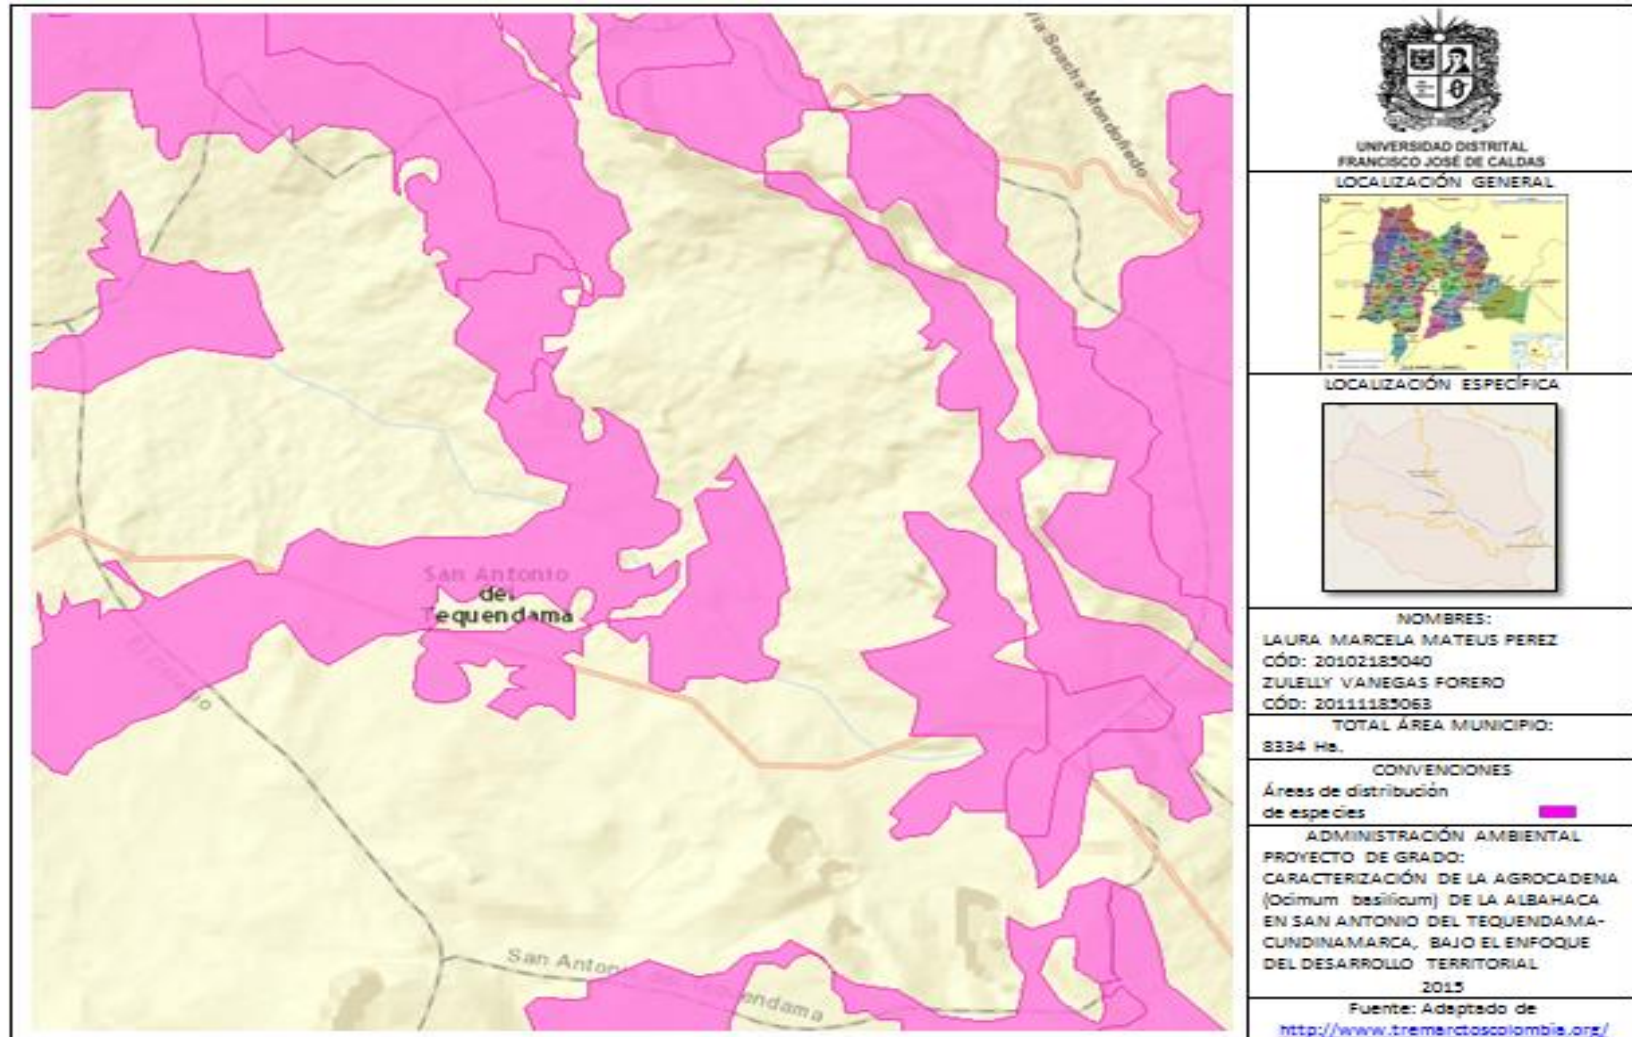 Vía Soacha Mondoñedo
San Antonio
del
Tequendama
San Antoni
endama
UNIVERSIDAD DISTRITAL
FRANCISCO JOSÉ DE CALDAS
LOCALIZACIÓN GENERAL
LOCALIZACIÓN ESPECÍFICA
NOMBRES:
LAURA MARCELA MATEUS PEREZ
CÓD: 20102185040
ZULELLY VANEGAS FORERO
CÓD: 20111185063
TOTAL ÁREA MUNICIPIO:
8334 Ha.
CONVENCIONES
Áreas de distribución
de especies
ADMINISTRACIÓN AMBIENTAL
PROYECTO DE GRADO:
CARACTERIZACIÓN DE LA AGROCADENA
(Ocimum basilicum) DE LA ALBAHACA
EN SAN ANTONIO DEL TEQUENDAMA-
CUNDINAMARCA, BAJO EL ENFOQUE
DEL DESARROLLO TERRITORIAL
2015
Fuente: Adaptado de
http://www.tremarctoscolombia.org/